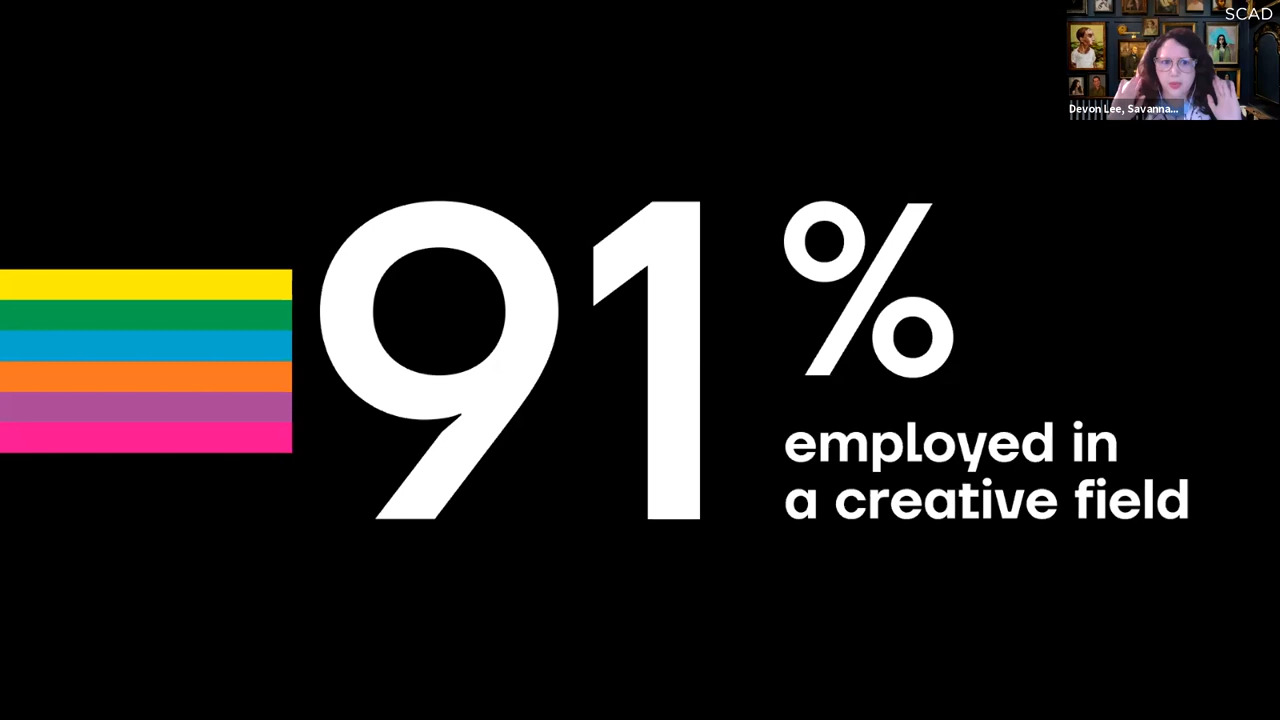 SCAD
Devon Lee, Savanna...
91%
employed in
a creative field